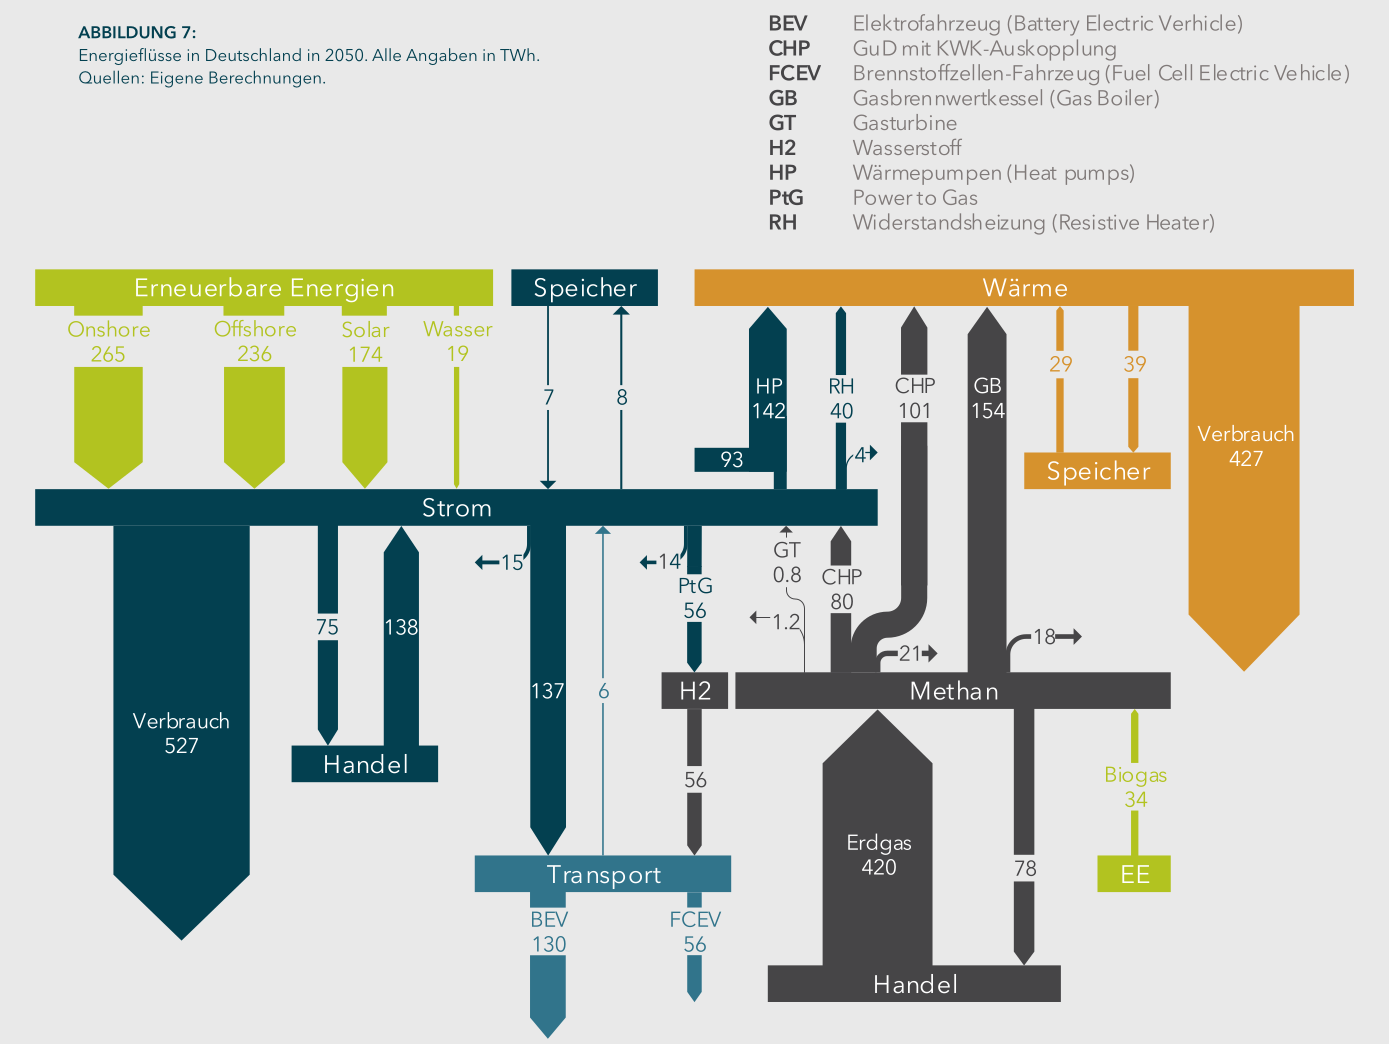 ABBILDUNG 7:
Energieflüsse in Deutschland in 2050. Alle Angaben in TWh.
Quellen: Eigene Berechnungen.
BEV Elektrofahrzeug (Battery Electric Verhicle)
CHP GuD mit KWK-Auskopplung
FCEV Brennstoffzellen-Fahrzeug (Fuel Cell Electric Vehicle)
GB Gasbrennwertkessel (Gas Boiler)
GT Gasturbine
H2 Wasserstoff
HP Wärmepumpen (Heat pumps)
PtG Power to Gas
RH Widerstandsheizung (Resistive Heater)
Erneuerbare Energien
Speicher
Wärme
Onshore
265
Offshore
236
Solar
174
Wasser
19
7
8
HP
142
93
RH
40
4
CHP
101
GB
154
29
39
Speicher
Verbrauch
427
Strom
Verbrauch
527
75
138
Handel
15
137
6
14
PtG
56
GT
0.8
1.2
CHP
80
21
18
H2
Methan
56
Transport
BEV
130
FCEV
56
Erdgas
420
78
Biogas
34
EE
Handel